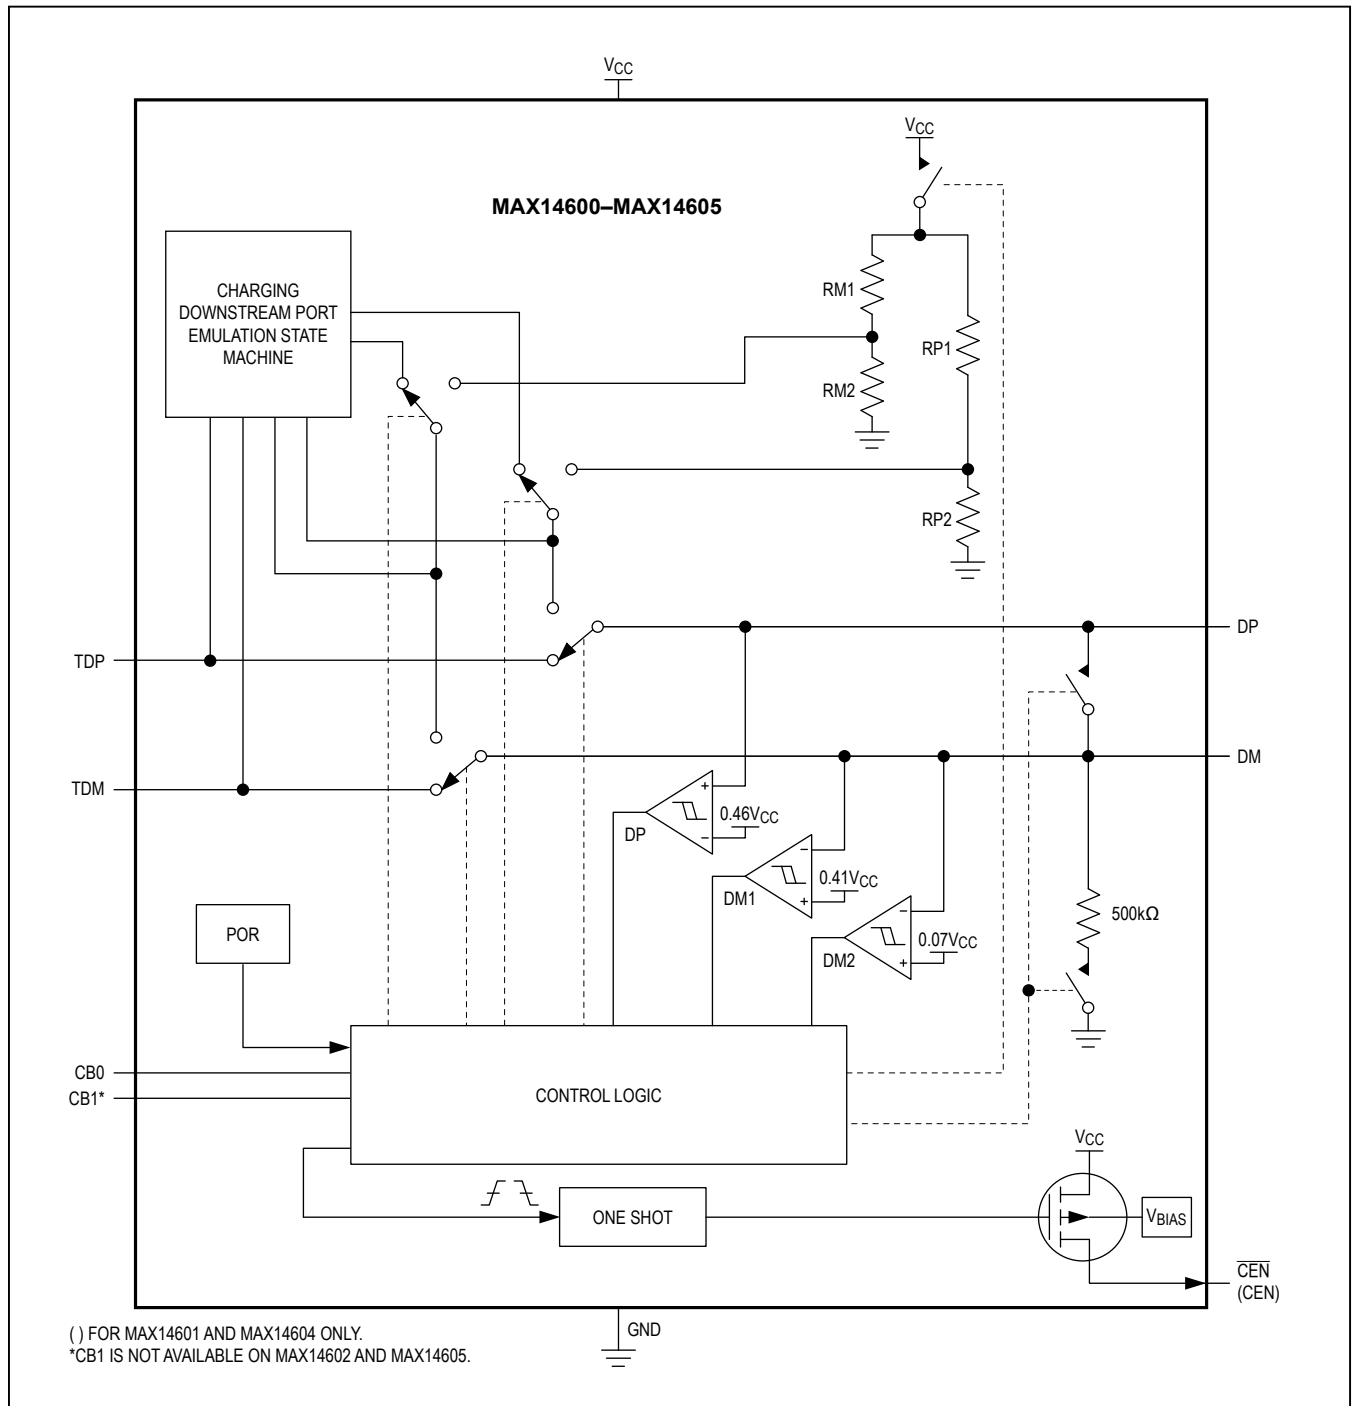 VCC
VCC
MAX14600–MAX14605
CHARGING
DOWNSTREAM PORT
EMULATION STATE
MACHINE
RM1
RP1
RM2
RP2
DP
TDP
DM
TDM
+
0.46VCC
DP
–
–
0.41VCC
DM1
+
–
500kΩ
POR
0.07VCC
DM2
+
CB0
CB1*
CONTROL LOGIC
VCC
ONE SHOT
VBIAS
CEN
(CEN)
GND
( ) FOR MAX14601 AND MAX14604 ONLY.
*CB1 IS NOT AVAILABLE ON MAX14602 AND MAX14605.